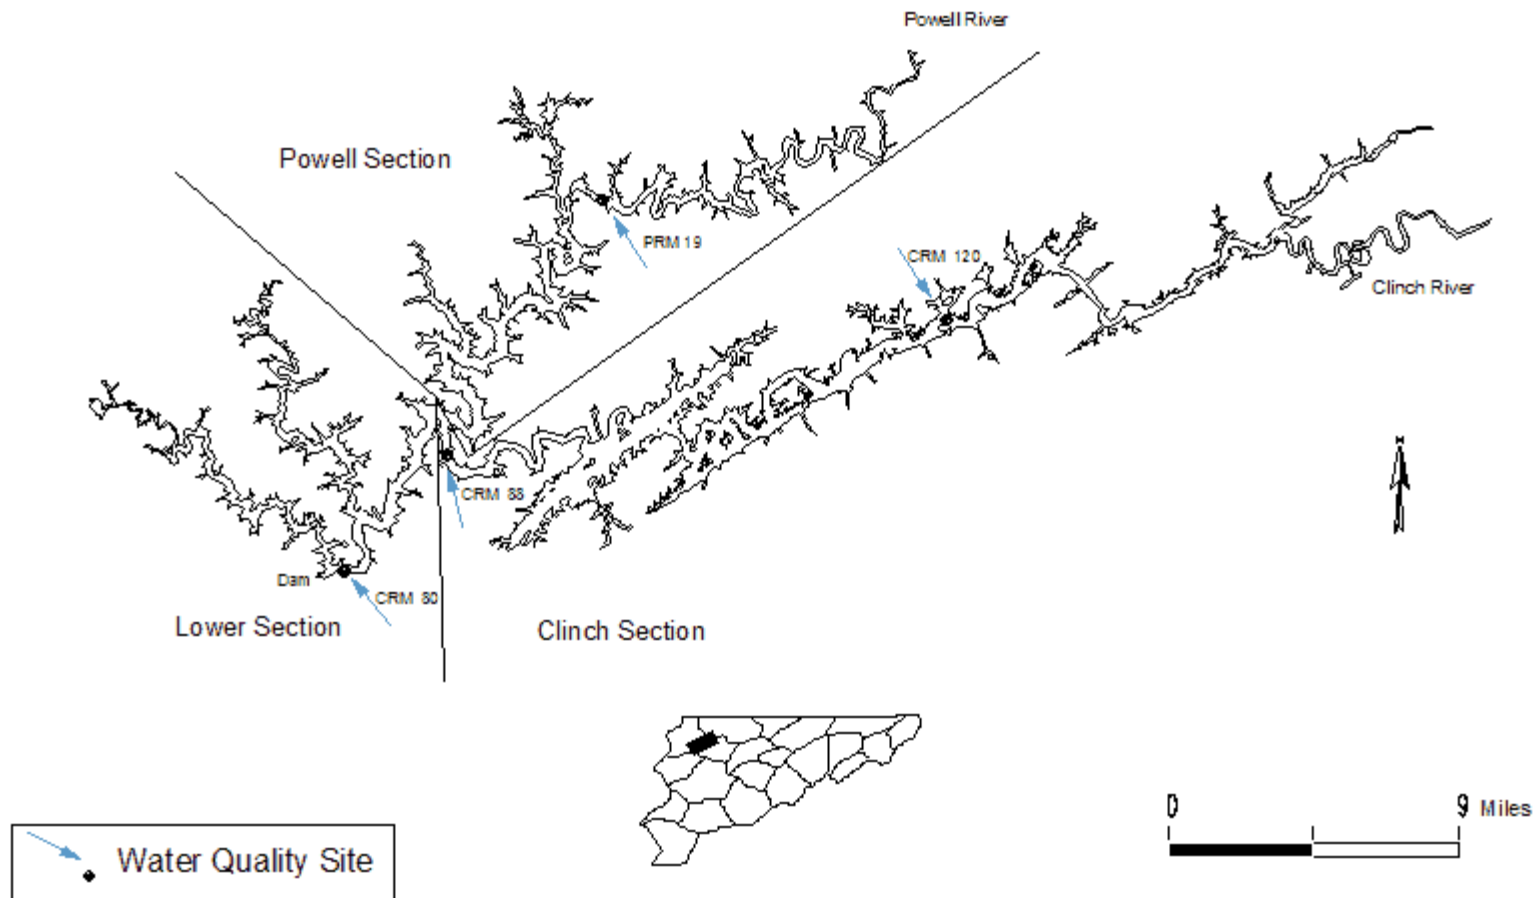 Powell River
Powell Section
PRM 19
CRM 120
Clinch River
CRM 88
Dam
CRM 80
Lower Section
Clinch Section
N
0 9 Miles
Water Quality Site